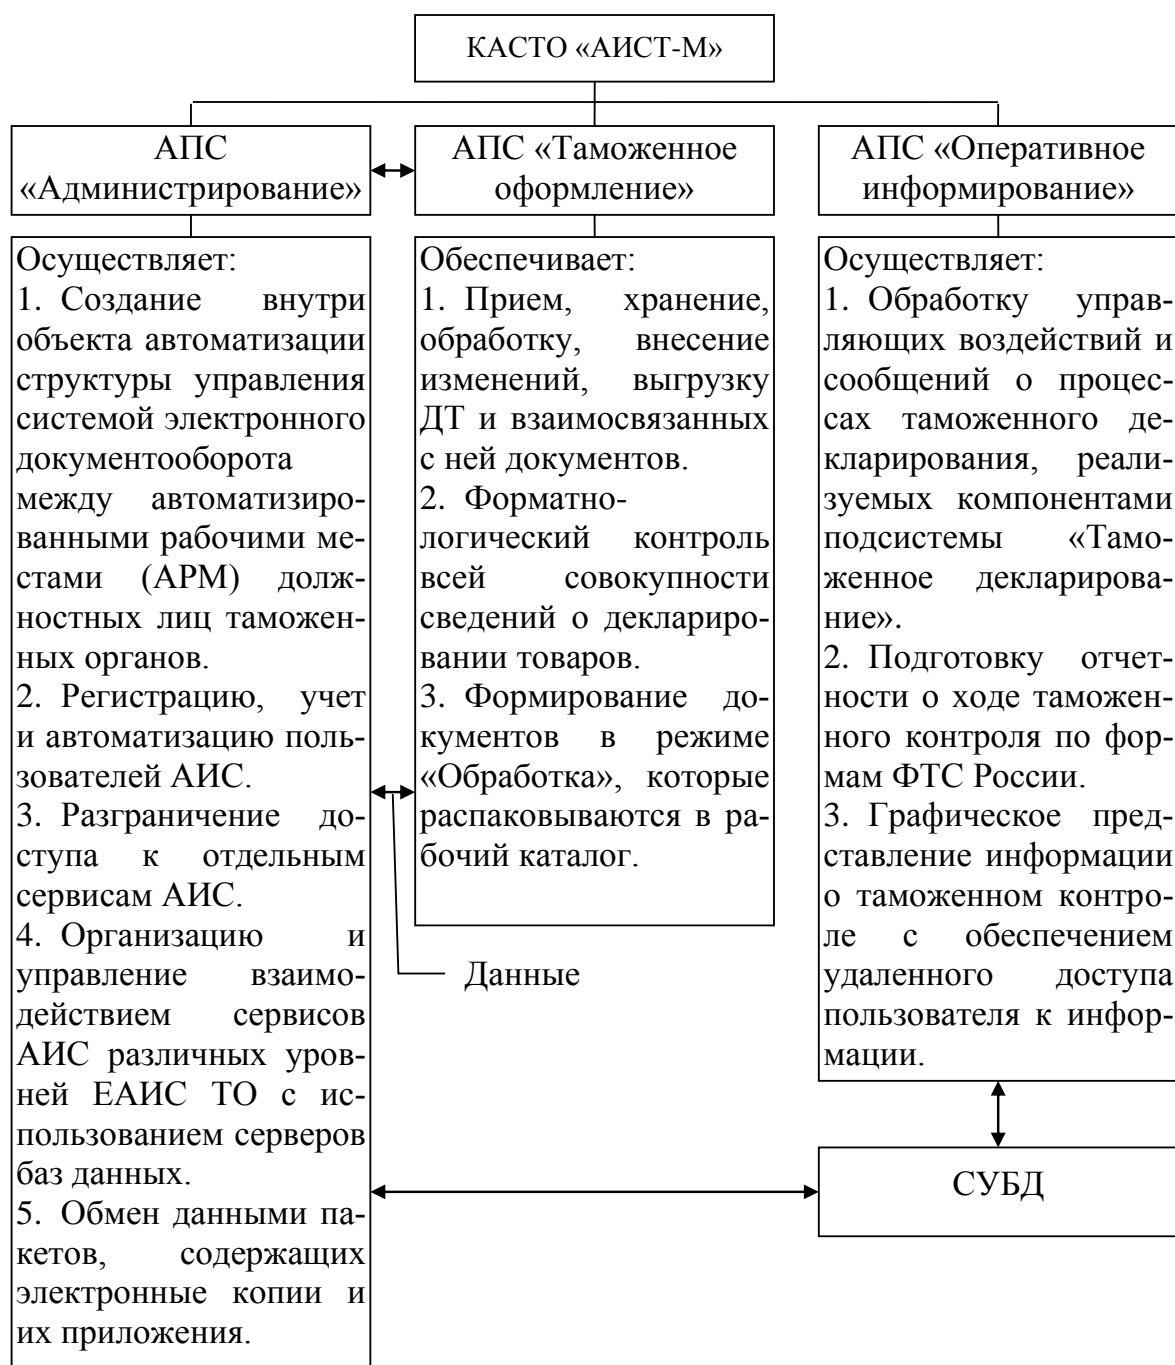 КАСТО «АИСТ-М»
АПС
«Администрирование»
АПС «Таможенное
оформление»
АПС «Оперативное
информирование»
Осуществляет:
1. Создание внутри
объекта автоматизации
структуры управления
системой электронного
документооборота
между автоматизиро-
ванными рабочими ме-
стами (АРМ) долж-
ностных лиц таможен-
ных органов.
2. Регистрацию, учет
и автоматизацию поль-
зователей АИС.
3. Разграничение до-
ступа к отдельным
сервисам АИС.
4. Организацию и
управление взаимо-
действием сервисов
АИС различных уров-
ней ЕАИС ТО с ис-
пользованием серверов
баз данных.
5. Обмен данными па-
кетов, содержащих
электронные копии и
их приложения.
Обеспечивает:
1. Прием, хранение,
обработку, внесение
изменений, выгрузку
ДТ и взаимосвязанных
с ней документов.
2. Форматно-
логический контроль
всей совокупности
сведений о деклариро-
вании товаров.
3. Формирование до-
кументов в режиме
«Обработка», которые
распаковываются в ра-
бочий каталог.
Данные
Осуществляет:
1. Обработку управ-
ляющих воздействий и
сообщений о процес-
сах таможенного де-
кларирования, реали-
зуемых компонентами
подсистемы «Тамо-
женное декларирова-
ние».
2. Подготовку отчет-
ности о ходе таможен-
ного контроля по фор-
мам ФТС России.
3. Графическое пред-
ставление информации
о таможенном контро-
ле с обеспечением
удаленного доступа
пользователя к инфор-
мации.
СУБД